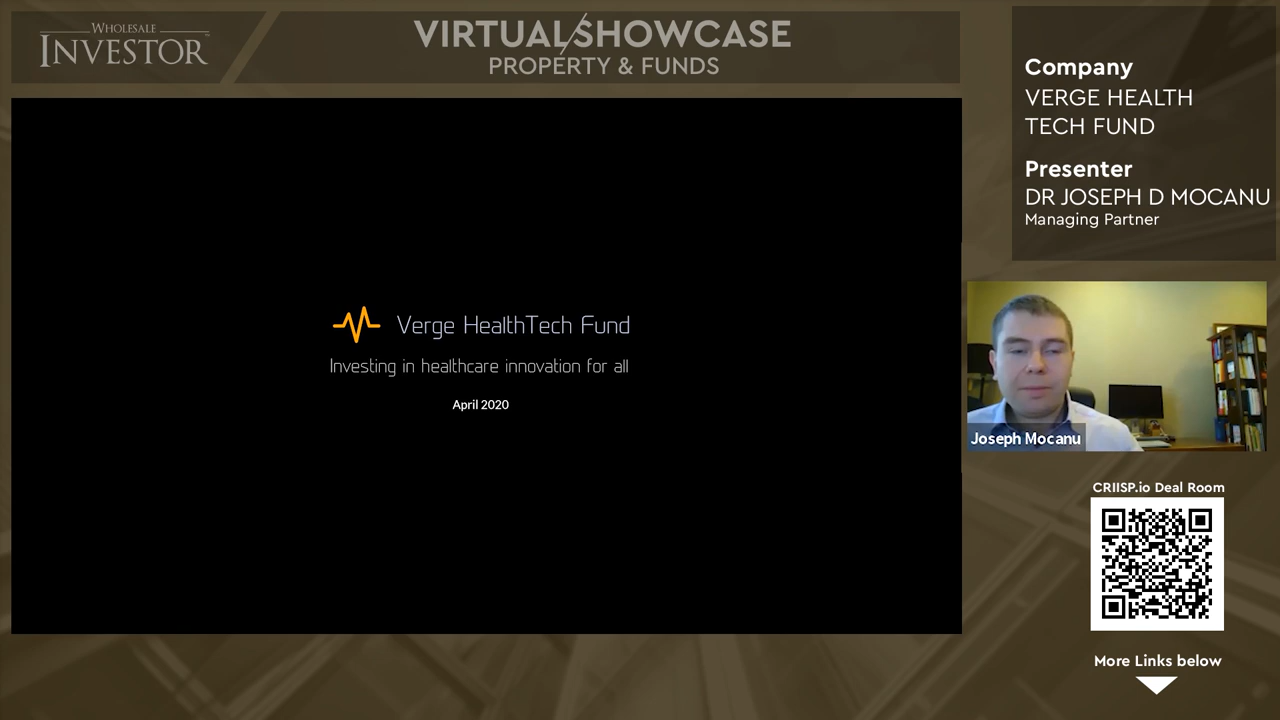 WHOLESALE
INVESTOR
VIRTUAL/SHOWCASE
PROPERTY & FUNDS
Verge HealthTech Fund
Investing in healthcare innovation for all
April 2020
Company
VERGE HEALTH
TECH FUND
Presenter
DR JOSEPH D MOCANU
Managing Partner
Joseph Mocanu
CRIISP.io Deal Room
More Links below